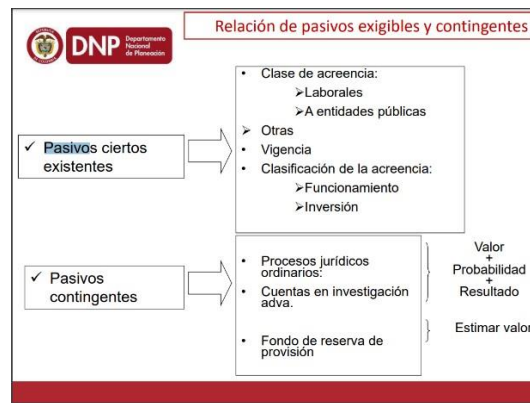 DNP
Departamento
Nacional
de Planeación
Relación de pasivos exigibles y contingentes
✓ Pasivos ciertos
existentes
• Clase de acreencia:
➢Laborales
➢A entidades públicas
➢ Otras
• Vigencia
• Clasificación de la acreencia:
➢Funcionamiento
➢Inversión
✓ Pasivos
contingentes
• Procesos jurídicos
ordinarios:
• Cuentas en investigación
adva.
• Fondo de reserva de
provisión
Valor
+
Probabilidad
+
Resultado
Estimar valor